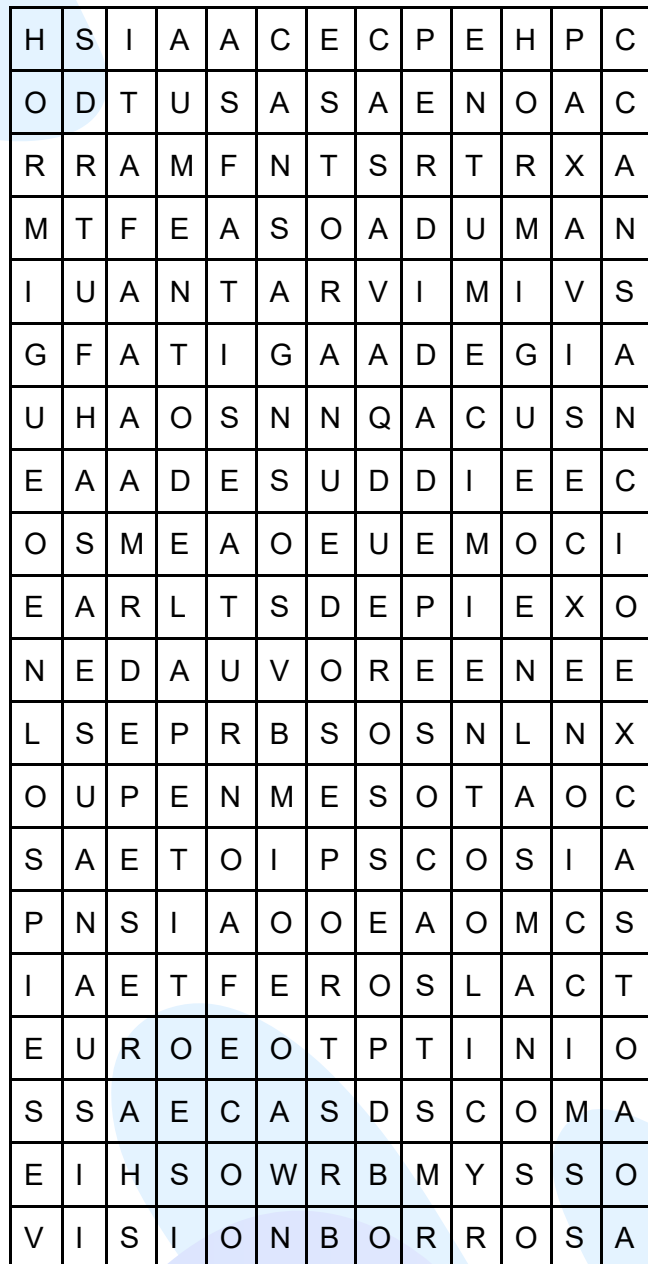 H S I A A C E C P E H P C
O D T U S A S A E N O A C
R R A M F N T S R T R X A
M T F E A S O A D U M A N
I U A N T A R V I M I V S
G F A T I G A A D E G I A
U H A O S N N Q A C U S N
E A A D E S U D D I E E C
O S M E A O E U E M O C I
E A R L T S D E P I E X O
N E D A U V O R E E N E E
L S E P R B S O S N L N X
O U P E N M E S O T A O C
S A E T O I P S C O S I A
P N S I A O O E A O M C S
I A E T F E R O S L A C T
E U R O E O T P T I N I O
S S A E C A S D S C O M A
E I H S O W R B M Y S S O
V I S I O N B O R R O S A